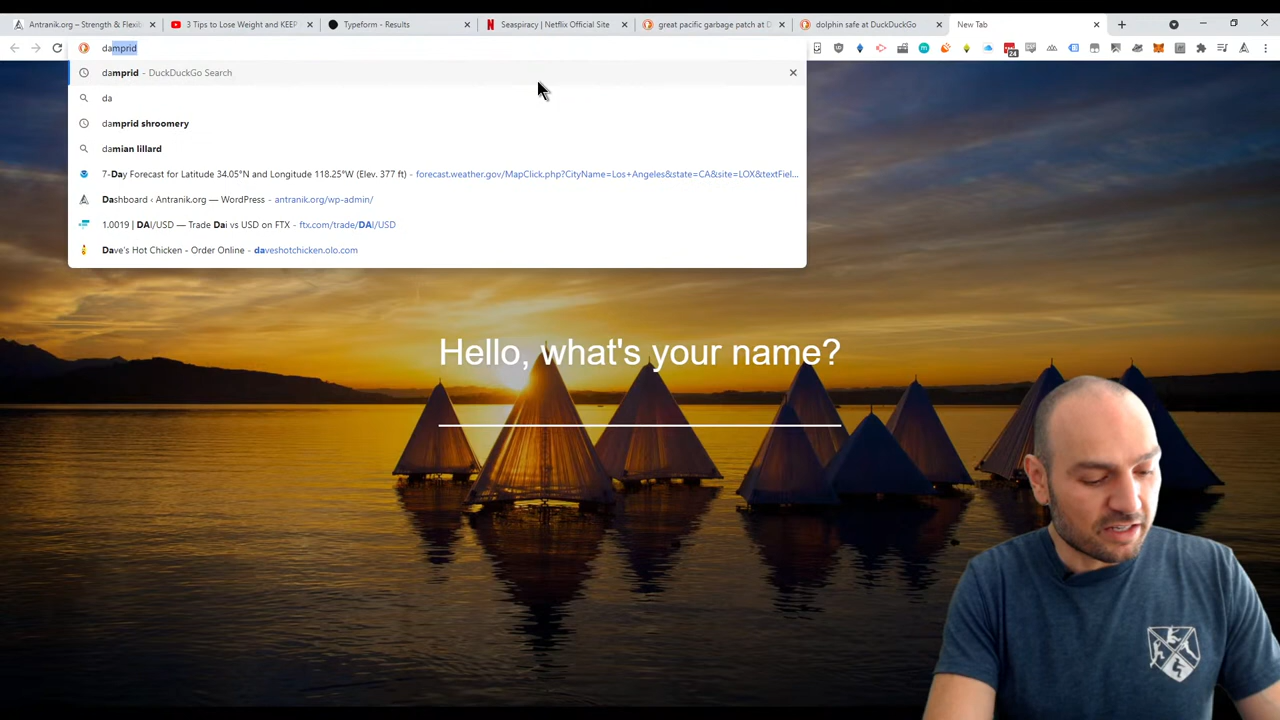 Antranik.org – Strength & Flexib
3 Tips to Lose Weight and KEEP
Typeform - Results
Seaspiracy | Netflix Official Site
great pacific garbage patch at D
dolphin safe at DuckDuckGo
New Tab
damprid
24
damprid - DuckDuckGo Search
da
damprid shroomery
damian lillard
7-Day Forecast for Latitude 34.05°N and Longitude 118.25°W (Elev. 377 ft) - forecast.weather.gov/MapClick.php?CityName=Los+Angeles&state=CA&site=LOX&textFiel...
Dashboard ‹ Antranik.org — WordPress - antranik.org/wp-admin/
1.0019 | DAI/USD — Trade Dai vs USD on FTX - ftx.com/trade/DAI/USD
Dave's Hot Chicken - Order Online - daveshotchicken.olo.com
Hello, what's your name?